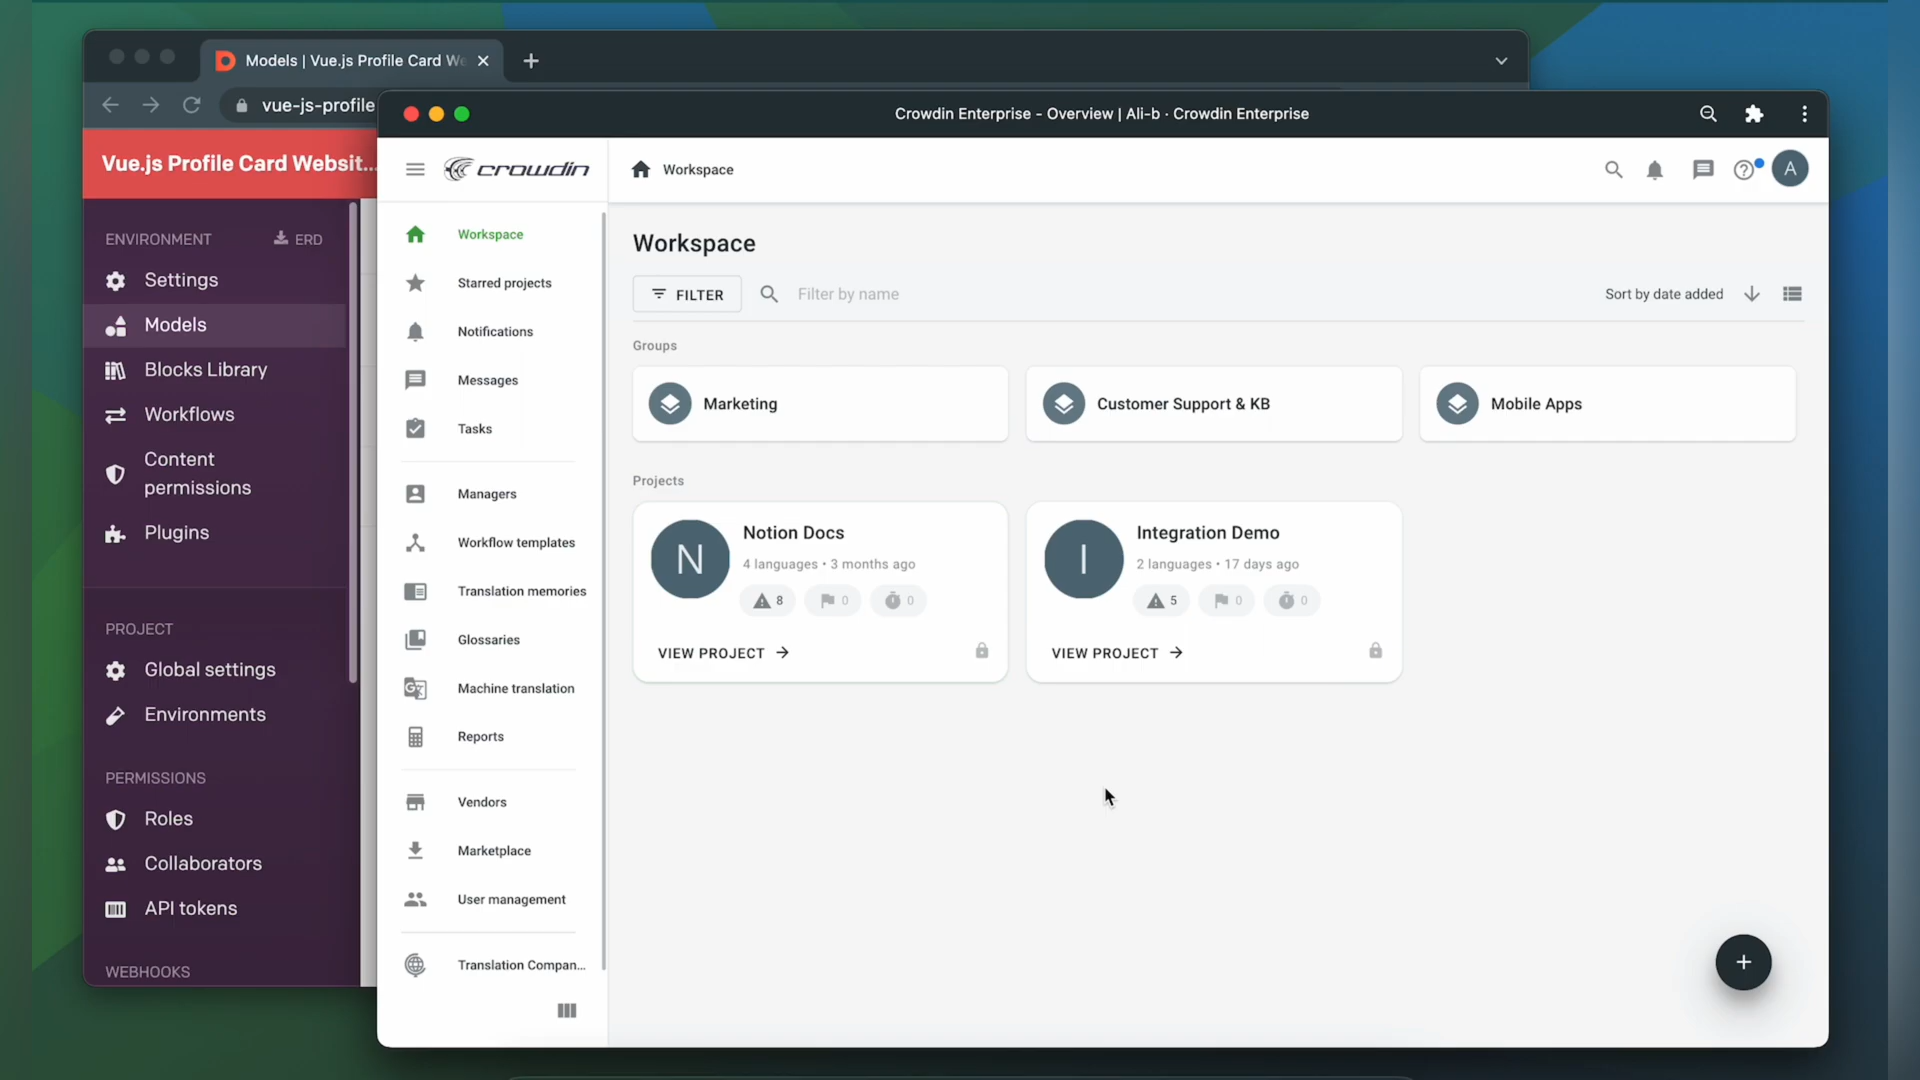 Models | Vue.js Profile Card We
vue-js-profile
Vue.js Profile Card Websit...
ENVIRONMENT
ERD
Settings
Models
Blocks Library
Workflows
Content
permissions
Plugins
PROJECT
Global settings
Environments
PERMISSIONS
Roles
Collaborators
API tokens
WEBHOOKS
Crowdin Enterprise - Overview | Ali-b · Crowdin Enterprise
crowdin
Workspace
A
Workspace
Starred projects
Notifications
Messages
Tasks
Managers
Workflow templates
Translation memories
Glossaries
Machine translation
Reports
Vendors
Marketplace
User management
Translation Compan...
Workspace
FILTER
Filter by name
Sort by date added
Groups
Marketing
Customer Support & KB
Mobile Apps
Projects
N
Notion Docs
4 languages • 3 months ago
8
0
0
VIEW PROJECT
I
Integration Demo
2 languages • 17 days ago
5
0
0
VIEW PROJECT